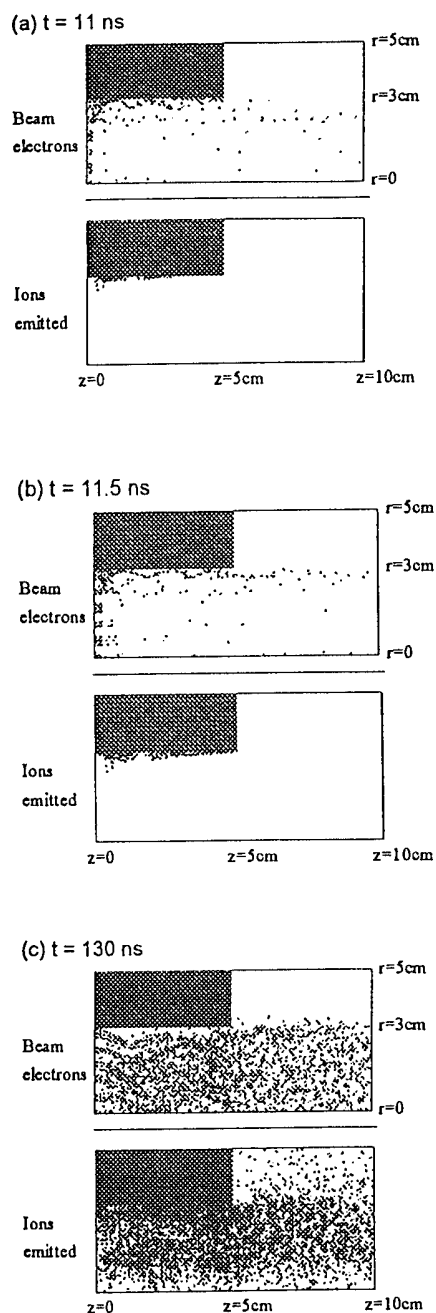 (a) t = 11 ns
r=5cm
r=3cm
Beam
electrons
r=0
Ions
emitted
z=0
z=5cm
z=10cm
(b) t = 11.5 ns
r=5cm
r=3cm
Beam
electrons
r=0
Ions
emitted
z=0
z=5cm
z=10cm
(c) t = 130 ns
r=5cm
r=3cm
Beam
electrons
r=0
Ions
emitted
z=0
z=5cm
z=10cm